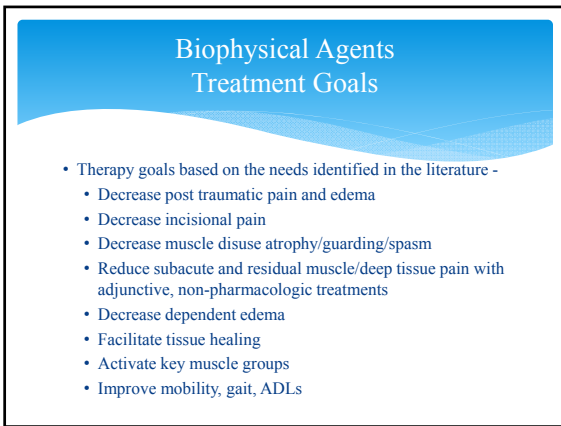 Biophysical Agents
Treatment Goals
• Therapy goals based on the needs identified in the literature -
• Decrease post traumatic pain and edema
• Decrease incisional pain
• Decrease muscle disuse atrophy/guarding/spasm
• Reduce subacute and residual muscle/deep tissue pain with
adjunctive, non-pharmacologic treatments
• Decrease dependent edema
• Facilitate tissue healing
• Activate key muscle groups
• Improve mobility, gait, ADLs